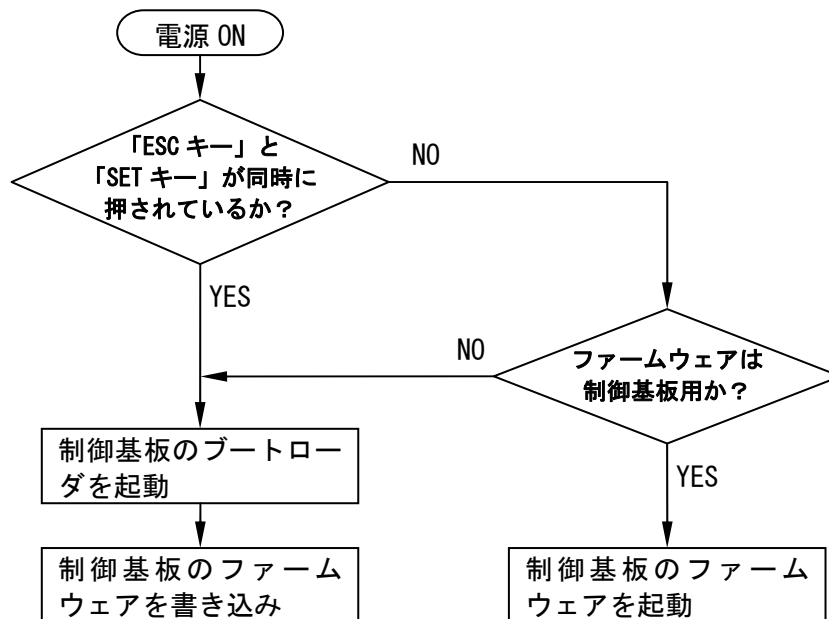 電源 ON
「ESC キー」と
「SET キー」が同時に
押されているか？
NO
YES
NO
ファームウェアは
制御基板用か？
制御基板のブートロー
ダを起動
YES
制御基板のファーム
ウェアを書き込み
制御基板のファーム
ウェアを起動